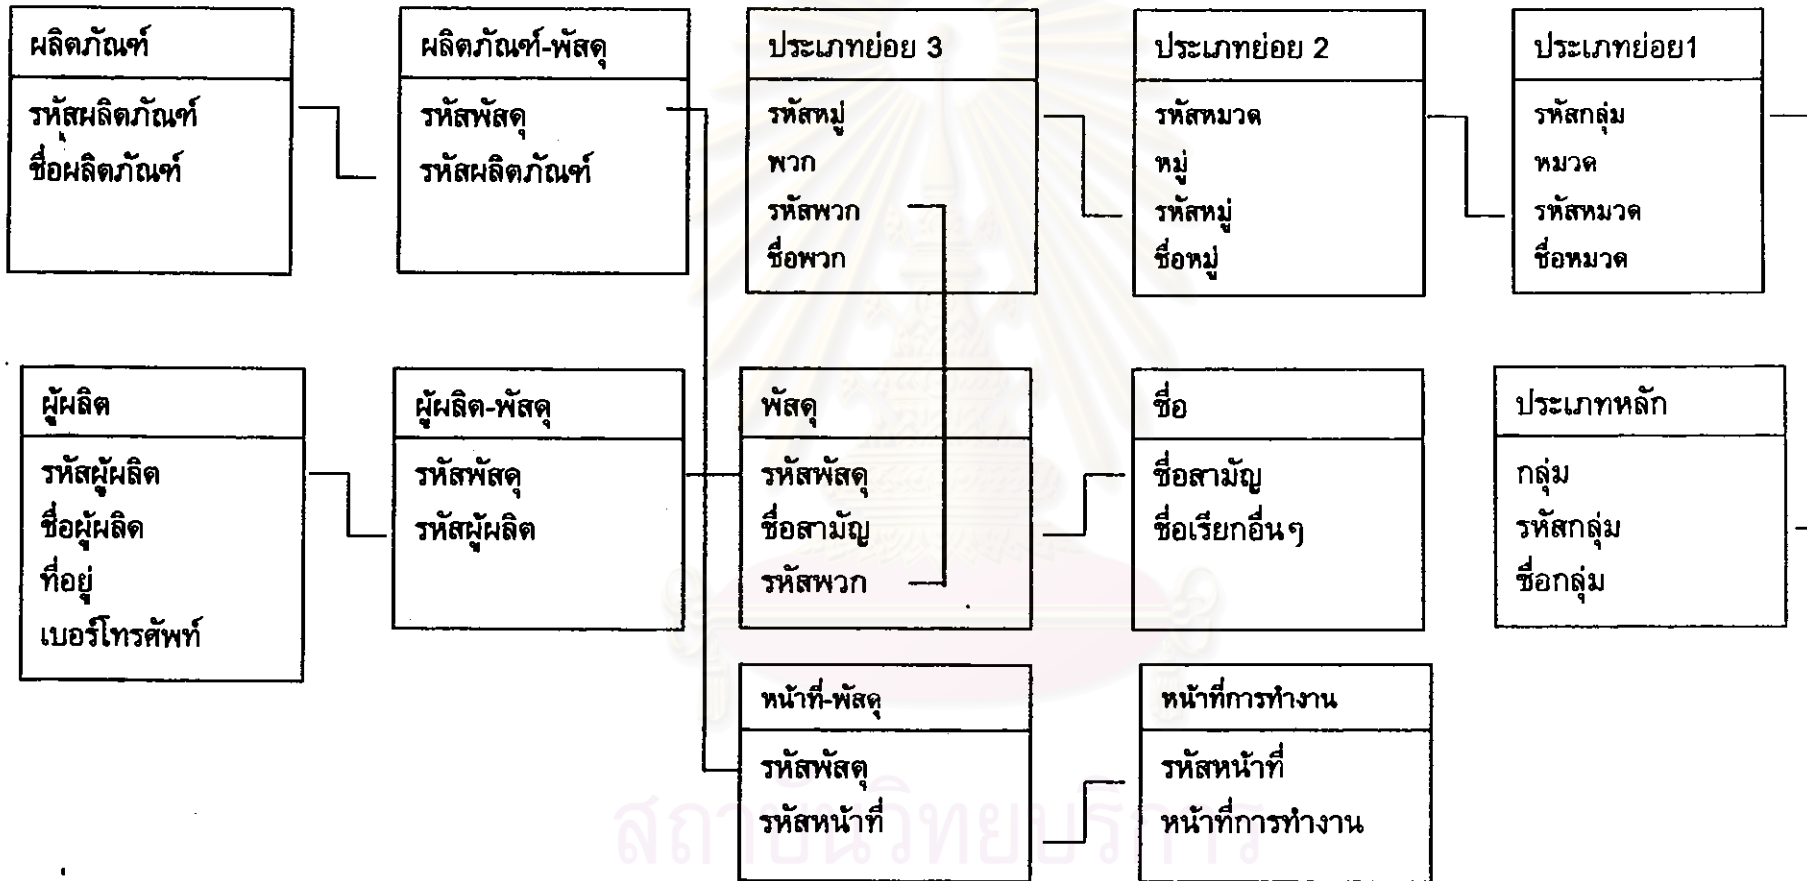 ผลิตภัณฑ์
รหัสผลิตภัณฑ์
ชื่อผลิตภัณฑ์
ผลิตภัณฑ์-พัสดุ
รหัสพัสดุ
รหัสผลิตภัณฑ์
ประเภทย่อย 3
รหัสหมู่
พวก
รหัสพวก
ชื่อพวก
ประเภทย่อย 2
รหัสหมวด
หมู่
รหัสหมู่
ชื่อหมู่
ประเภทย่อย1
รหัสกลุ่ม
หมวด
รหัสหมวด
ชื่อหมวด
ผู้ผลิต
รหัสผู้ผลิต
ชื่อผู้ผลิต
ที่อยู่
เบอร์โทรศัพท์
ผู้ผลิต-พัสดุ
รหัสพัสดุ
รหัสผู้ผลิต
พัสดุ
รหัสพัสดุ
ชื่อสามัญ
รหัสพวก
ชื่อ
ชื่อสามัญ
ชื่อเรียกอื่นๆ
ประเภทหลัก
กลุ่ม
รหัสกลุ่ม
ชื่อกลุ่ม
หน้าที่-พัสดุ
รหัสพัสดุ
รหัสหน้าที่
หน้าที่การทำงาน
รหัสหน้าที่
หน้าที่การทำงาน
สถาบันวิทยบริการ